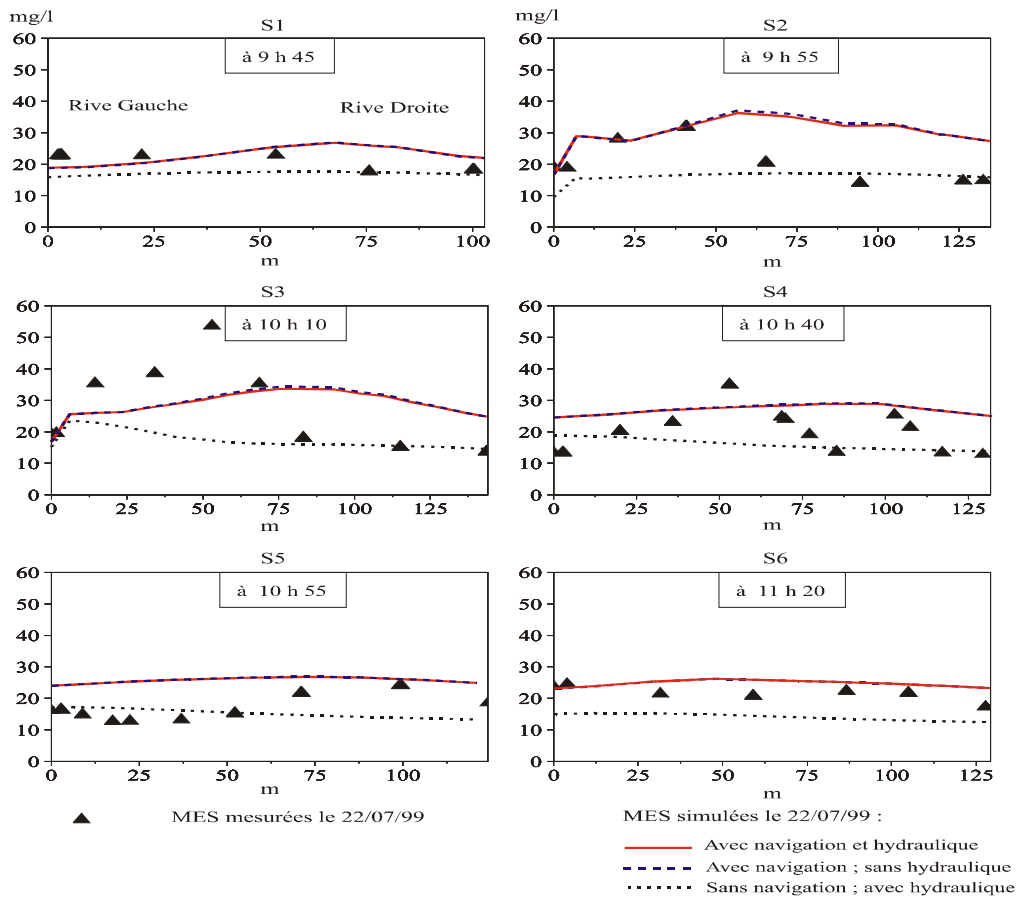 mg/l
S1
60
50
40
30
20
10
0
à 9 h 45
Rive Gauche
Rive Droite
0 25 50 75 100
m
mg/l
S2
60
50
40
30
20
10
0
à 9 h 55
0 25 50 75 100 125
m
S3
60
50
40
30
20
10
0
à 10 h 10
0 25 50 75 100 125
m
S4
60
50
40
30
20
10
0
à 10 h 40
0 25 50 75 100 125
m
S5
60
50
40
30
20
10
0
à 10 h 55
0 25 50 75 100
m
S6
60
50
40
30
20
10
0
à 11 h 20
0 25 50 75 100 125
m
MES mesurées le 22/07/99
MES simulées le 22/07/99 :
Avec navigation et hydraulique
Avec navigation ; sans hydraulique
Sans navigation ; avec hydraulique